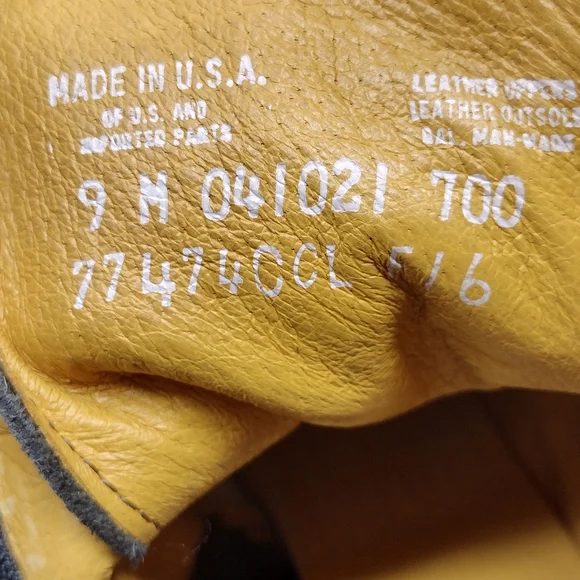 MADE IN U.S.A.
OF U.S. AND
IMPORTED PARTS
LEATHER UPPERS
LEATHER OUTSOLE
BAL. MAN-MADE
9 M 041021 700
77474CCL F/6